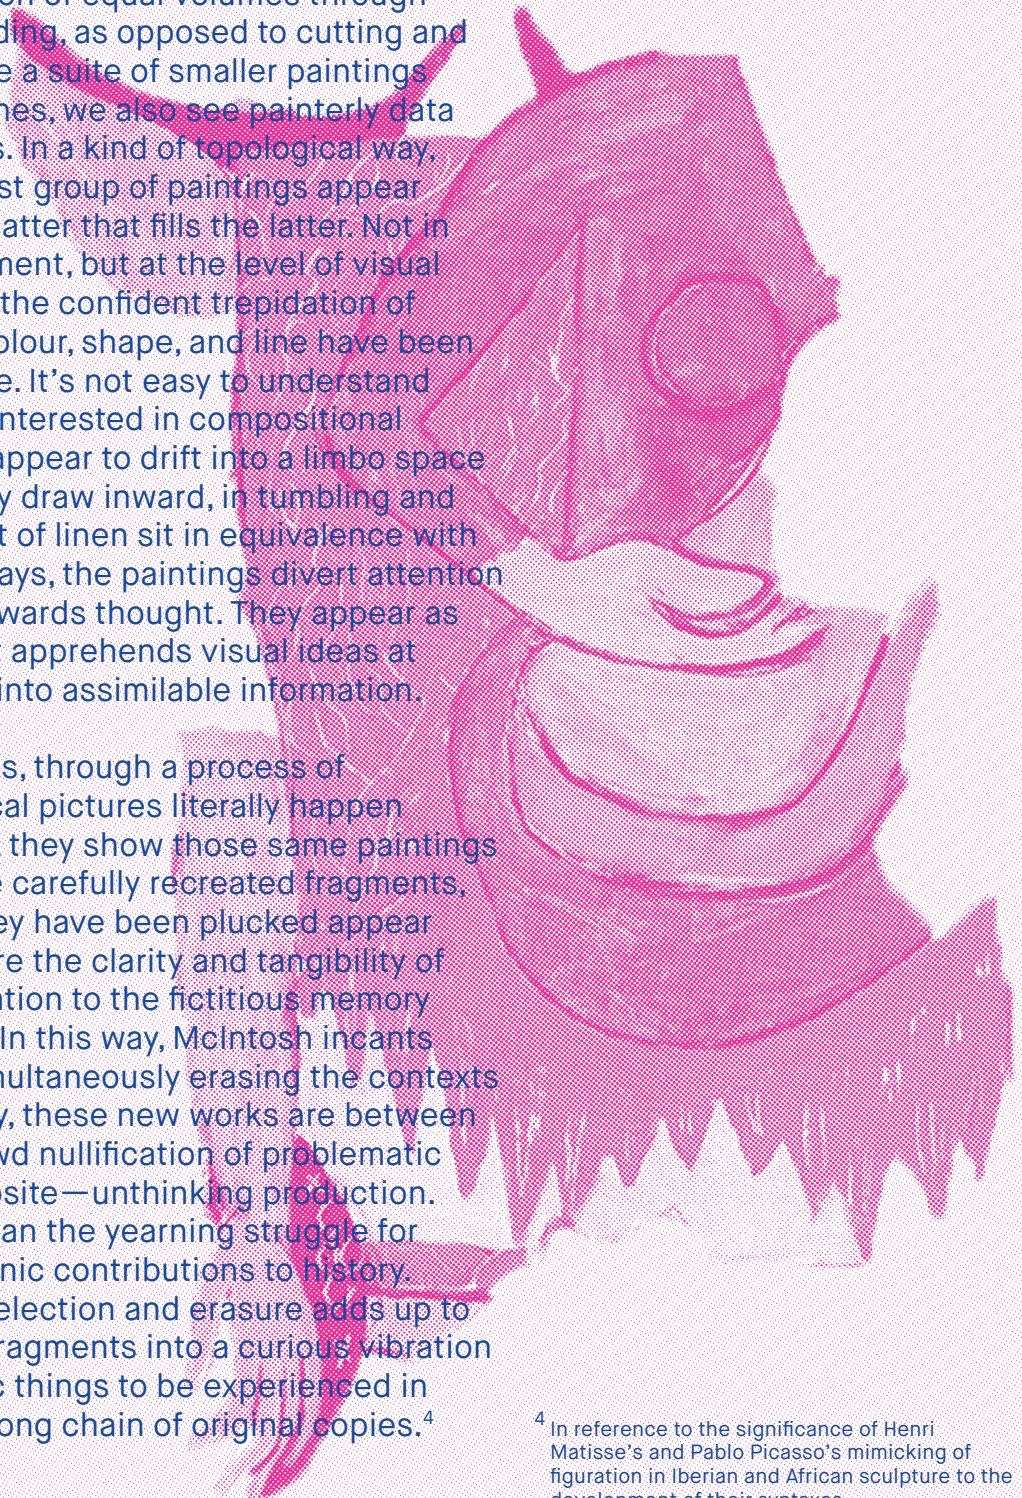 on of equal volumes through
ding, as opposed to cutting and
e a suite of smaller paintings
nes, we also see painterly data
s. In a kind of topological way,
st group of paintings appear
atter that fills the latter. Not in
ment, but at the level of visual
the confident trepidation of
olour, shape, and line have been
e. It’s not easy to understand
nterested in compositional
appear to drift into a limbo space
y draw inward, in tumbling and
t of linen sit in equivalence with
ays, the paintings divert attention
wards thought. They appear as
r apprehends visual ideas at
into assimilable information.
s, through a process of
cal pictures literally happen
, they show those same paintings
e carefully recreated fragments,
ey have been plucked appear
re the clarity and tangibility of
ation to the fictitious memory
In this way, McIntosh incants
multaneously erasing the contexts
y, these new works are between
wd nullification of problematic
osite—unthinking production.
an the yearning struggle for
nic contributions to history.
election and erasure adds up to
ragments into a curious vibration
c things to be experienced in
ong chain of original copies.4
4 In reference to the significance of Henri
Matisse’s and Pablo Picasso’s mimicking of
figuration in Iberian and African sculpture to the
development of their syntaxes